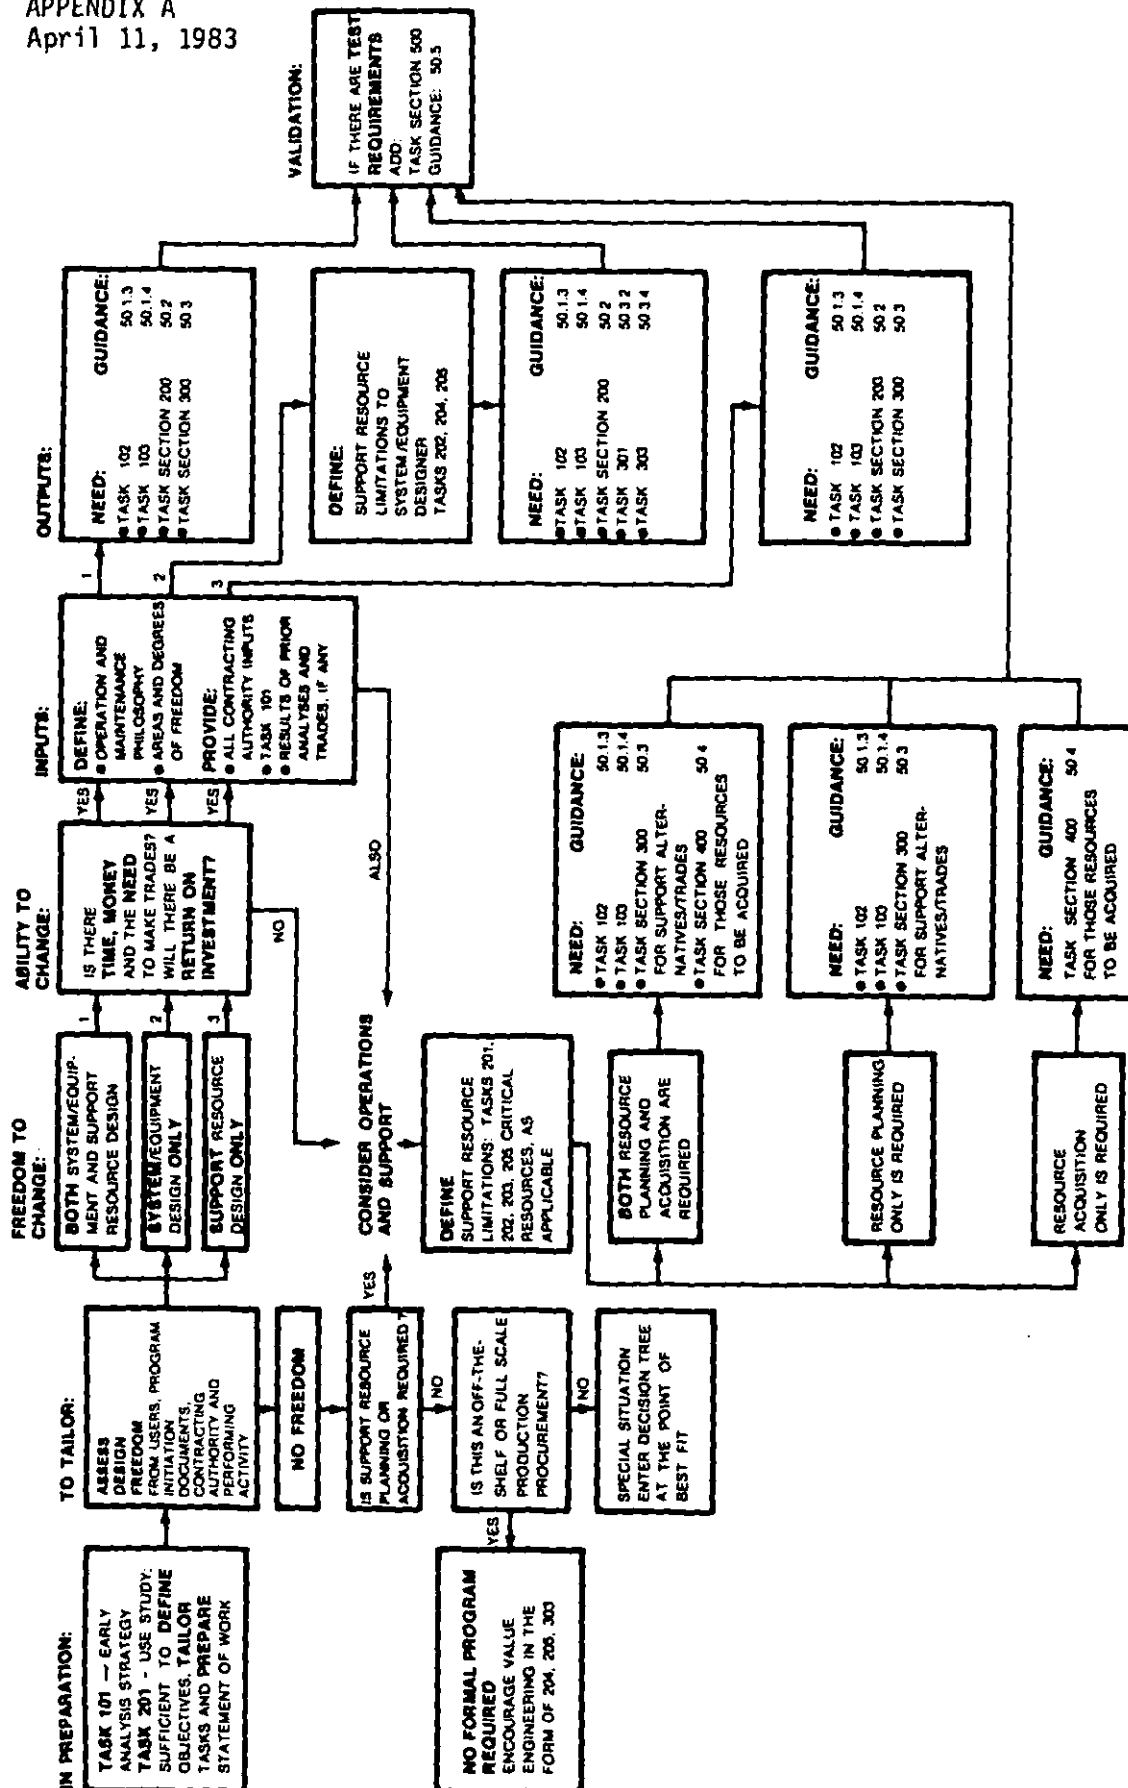 APPENDIX A
April 11, 1983
IN PREPARATION:
TASK 101 — EARLY
ANALYSIS STRATEGY
TASK 201 - USE STUDY:
SUFFICIENT TO DEFINE
OBJECTIVES, TAILOR
TASKS AND PREPARE
STATEMENT OF WORK
TO TAILOR:
ASSESS
DESIGN
FREEDOM
FROM USERS, PROGRAM
INITIATION
DOCUMENTS,
CONTRACTING
AUTHORITY AND
PERFORMING
ACTIVITY
NO FREEDOM
IS SUPPORT RESOURCE
PLANNING OR
ACQUISITION REQUIRED?
YES
NO
IS THIS AN OFF-THE-
SHELF OR FULL SCALE
PRODUCTION
PROCUREMENT?
YES
NO
NO FORMAL PROGRAM
REQUIRED
ENCOURAGE VALUE
ENGINEERING IN THE
FORM OF 204, 205, 303
SPECIAL SITUATION
ENTER DECISION TREE
AT THE POINT OF
BEST FIT
FREEDOM TO
CHANGE:
BOTH SYSTEM/EQUIP-
MENT AND SUPPORT
RESOURCE DESIGN
SYSTEM/EQUIPMENT
DESIGN ONLY
SUPPORT RESOURCE
DESIGN ONLY
1
2
3
ABILITY TO
CHANGE:
IS THERE
TIME, MONEY
AND THE NEED
TO MAKE TRADES?
WILL THERE BE A
RETURN ON
INVESTMENT?
YES
YES
YES
NO
INPUTS:
DEFINE:
● OPERATION AND
MAINTENANCE
PHILOSOPHY
● AREAS AND DEGREES
OF FREEDOM
PROVIDE:
● ALL CONTRACTING
AUTHORITY INPUTS
● TASK 101
● RESULTS OF PRIOR
ANALYSES AND
TRADES, IF ANY
1
2
3
ALSO
CONSIDER OPERATIONS
AND SUPPORT
DEFINE
SUPPORT RESOURCE
LIMITATIONS: TASKS 201,
202, 203, 205 CRITICAL
RESOURCES, AS
APPLICABLE
BOTH RESOURCE
PLANNING AND
ACQUISITION ARE
REQUIRED
RESOURCE PLANNING
ONLY IS REQUIRED
RESOURCE
ACQUISITION
ONLY IS REQUIRED
NEED: GUIDANCE:
● TASK 102 50.1.3
● TASK 103 50.1.4
● TASK SECTION 300 50.3
FOR SUPPORT ALTER-
NATIVES/TRADES
● TASK SECTION 400 50 4
FOR THOSE RESOURCES
TO BE ACQUIRED
NEED: GUIDANCE:
● TASK 102 50 1.3
● TASK 103 50.1.4
● TASK SECTION 300 50 3
FOR SUPPORT ALTER-
NATIVES/TRADES
NEED: GUIDANCE:
TASK SECTION 400 50 4
FOR THOSE RESOURCES
TO BE ACQUIRED
OUTPUTS:
NEED: GUIDANCE:
● TASK 102 50 1.3
● TASK 103 50.1.4
● TASK SECTION 200 50.2
● TASK SECTION 300 50 3
DEFINE:
SUPPORT RESOURCE
LIMITATIONS TO
SYSTEM/EQUIPMENT
DESIGNER
TASKS 202, 204, 205
NEED: GUIDANCE:
● TASK 102 50.1.3
● TASK 103 50 1.4
● TASK SECTION 200 50 2
● TASK 301 50 3 2
● TASK 303 50 3 4
NEED: GUIDANCE:
● TASK 102 50 1.3
● TASK 103 50.1.4
● TASK SECTION 200 50 2
● TASK SECTION 300 50 3
VALIDATION:
IF THERE ARE TEST
REQUIREMENTS
ADD:
TASK SECTION 500
GUIDANCE: 50.5